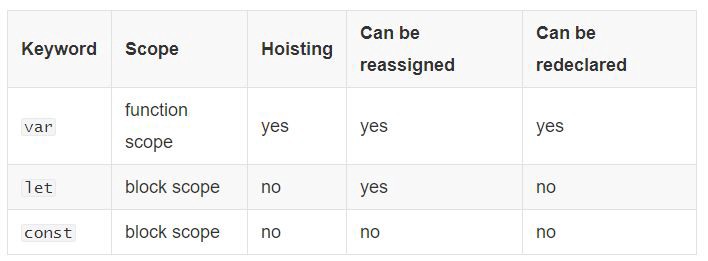 Keyword Scope Hoisting Can be reassigned Can be redeclared
var function scope yes yes yes
let block scope no yes no
const block scope no no no